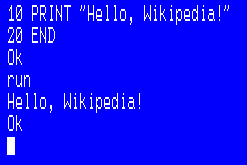 10 PRINT "Hello, Wikipedia!"
20 END
Ok
run
Hello, Wikipedia!
Ok